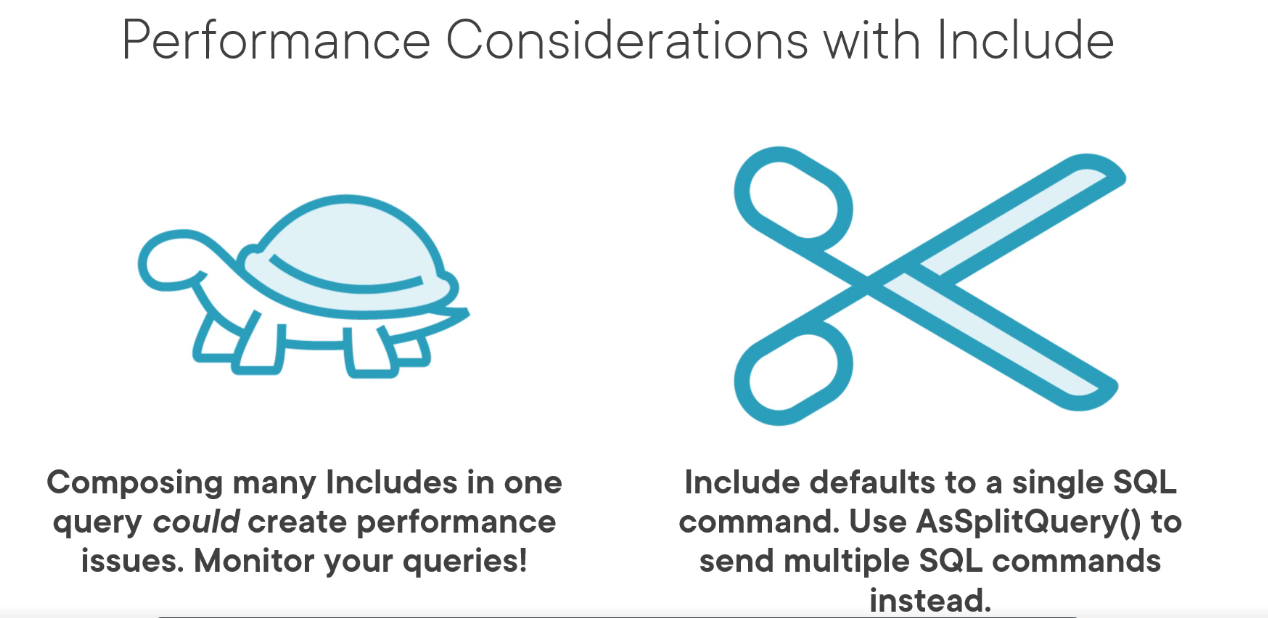 Performance Considerations with Include
Composing many Includes in one
query could create performance
issues. Monitor your queries!
Include defaults to a single SQL
command. Use AsSplitQuery() to
send multiple SQL commands
instead.